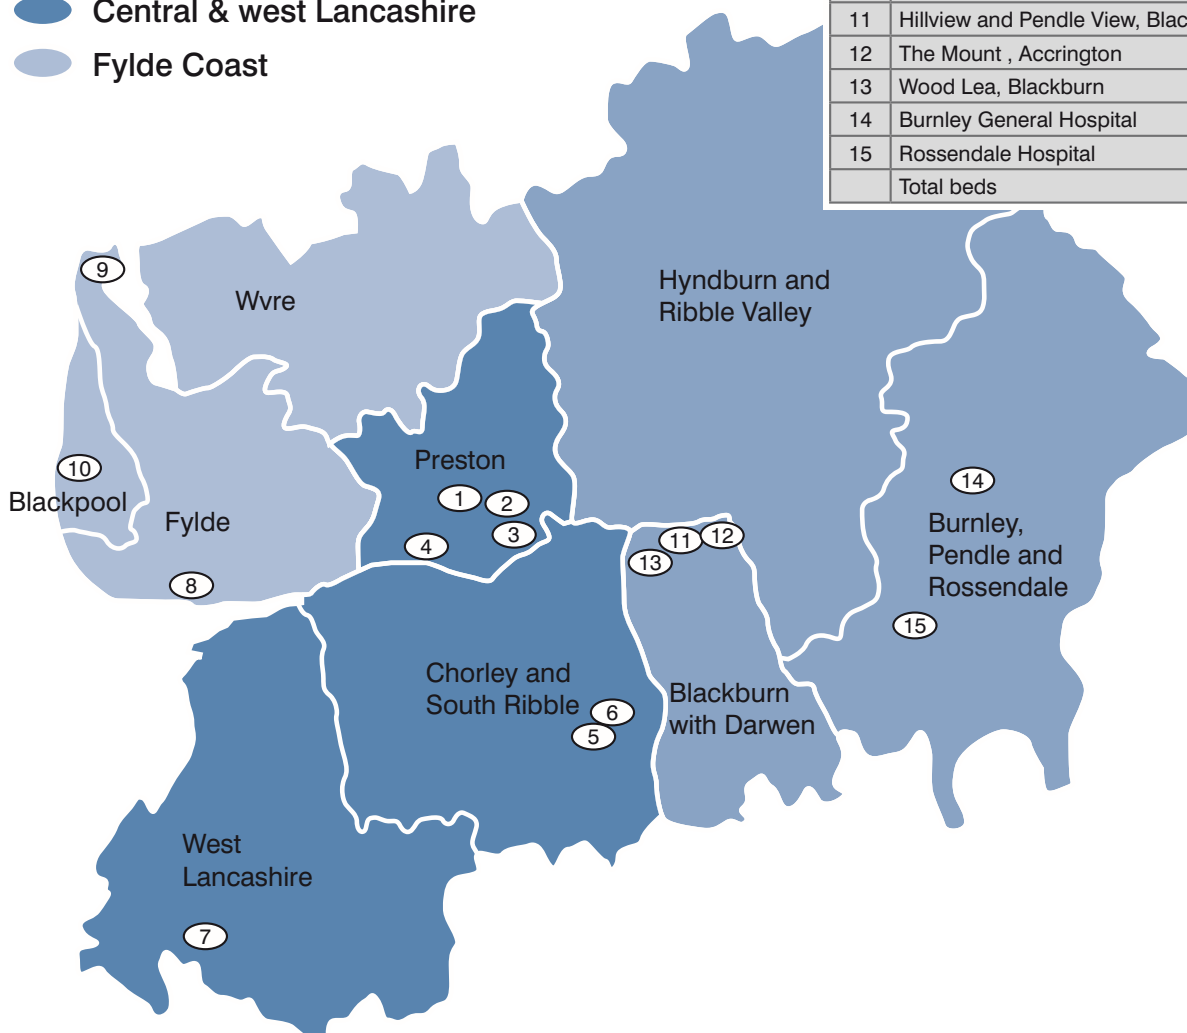 Central & west Lancashire
Fylde Coast
11 Hillview and Pendle View, Blac
12 The Mount , Accrington
13 Wood Lea, Blackburn
14 Burnley General Hospital
15 Rossendale Hospital
Total beds
9
Wvre
Hyndburn and
Ribble Valley
10
Blackpool
Fylde
8
Preston
1
2
3
4
14
Burnley,
Pendle and
Rossendale
15
11
12
13
Chorley and
South Ribble
6
5
Blackburn
with Darwen
West
Lancashire
7